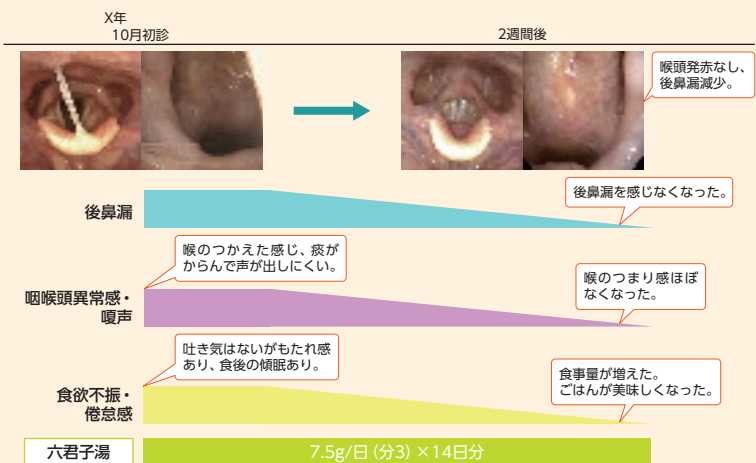 X年
10月初診
2週間後
喉頭発赤なし、
後鼻漏減少。
後鼻漏
後鼻漏を感じなくなった。
喉のつかえた感じ、痰が
からんで声が出しにくい。
咽喉頭異常感・
嗄声
喉のつまり感ほぼ
なくなった。
吐き気はないがもたれ感
あり、食後の傾眠あり。
食欲不振・
倦怠感
食事量が増えた。
ごはんが美味しくなった。
六君子湯
7.5g/日（分3）×14日分